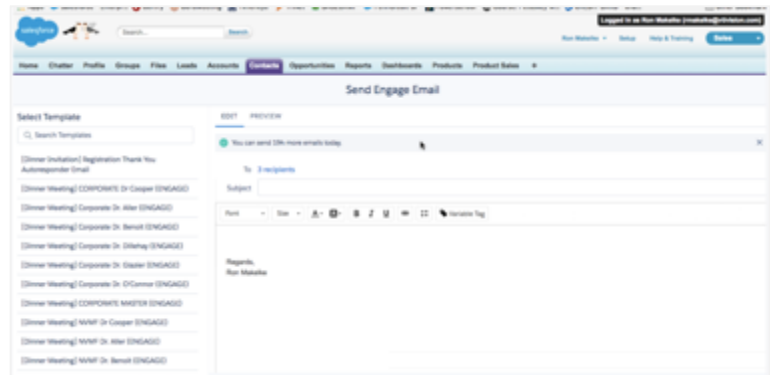 salesforce
Search... Search
Logged in as Ron Makelke
Ron Makelke Setup Help & Training Sales
Home Chatter Profile Groups Files Leads Accounts Contacts Opportunities Reports Dashboards Products Product Sales +
Send Engage Email
Select Template
EDIT PREVIEW
Search Templates
You can send 194 more emails today.
[Dinner Invitation] Registration Thank You
Autoresponder Email
To 3 recipients
[Dinner Meeting] CORPORATE Dr Cooper (ENGAGE)
Subject
[Dinner Meeting] Corporate Dr. Aller (ENGAGE)
Font Size A A B I U Variable Tag
[Dinner Meeting] Corporate Dr. Benoit (ENGAGE)
[Dinner Meeting] Corporate Dr. Dillehay (ENGAGE)
Regards,
[Dinner Meeting] Corporate Dr. Glazier (ENGAGE)
Ron Makelke
[Dinner Meeting] Corporate Dr. O'Connor (ENGAGE)
[Dinner Meeting] CORPORATE MASTER (ENGAGE)
[Dinner Meeting] NVMF Dr Cooper (ENGAGE)
[Dinner Meeting] NVMF Dr. Aller (ENGAGE)
[Dinner Meeting] NVMF Dr. Benoit (ENGAGE)